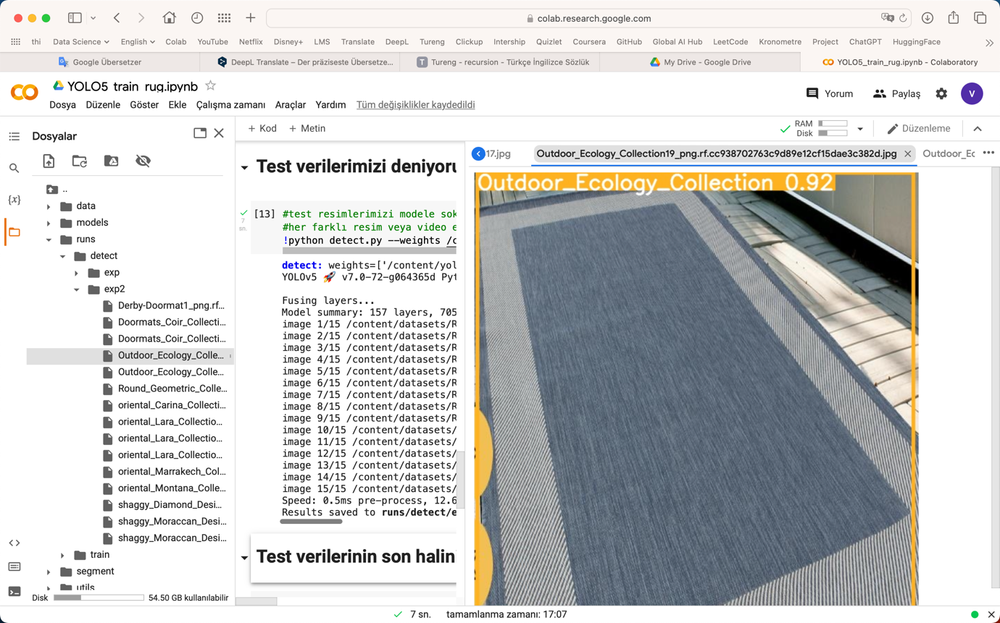 colab.research.google.com
thi Data Science English Colab YouTube Netflix Disney+ LMS Translate DeepL Tureng Clickup Intership Quizlet Coursera GitHub Global AI Hub LeetCode Kronometre Project ChatGPT HuggingFace
Google Übersetzer DeepL Translate – Der präziseste Übersetze... Tureng - recursion - Türkçe İngilizce Sözlük My Drive - Google Drive YOLO5_train_rug.ipynb - Colaboratory
YOLO5_train_rug.ipynb
Yorum Paylaş V
Dosya Düzenle Göster Ekle Çalışma zamanı Araçlar Yardım Tüm değişiklikler kaydedildi
Dosyalar
+ Kod + Metin
RAM
Disk
Düzenleme
..
data
models
runs
detect
exp
exp2
Derby-Doormat1_png.rf...
Doormats_Coir_Collecti...
Doormats_Coir_Collecti...
Outdoor_Ecology_Colle...
Outdoor_Ecology_Colle...
Round_Geometric_Colle...
oriental_Carina_Collecti...
oriental_Lara_Collectio...
oriental_Lara_Collectio...
oriental_Lara_Collectio...
oriental_Marrakech_Col...
oriental_Montana_Colle...
shaggy_Diamond_Desi...
shaggy_Moraccan_Desi...
shaggy_Moraccan_Desi...
train
segment
utils
Disk 54.50 GB kullanılabilir
Test verilerimizi deniyoru
[13] #test resimlerimizi modele sok
7
sn.
#her farklı resim veya video e
!python detect.py --weights /c
detect: weights=['/content/yol
YOLOv5 🚀 v7.0-72-g064365d Pyt
Fusing layers...
Model summary: 157 layers, 705
image 1/15 /content/datasets/R
image 2/15 /content/datasets/R
image 3/15 /content/datasets/R
image 4/15 /content/datasets/R
image 5/15 /content/datasets/R
image 6/15 /content/datasets/R
image 7/15 /content/datasets/R
image 8/15 /content/datasets/R
image 9/15 /content/datasets/R
image 10/15 /content/datasets/
image 11/15 /content/datasets/
image 12/15 /content/datasets/
image 13/15 /content/datasets/
image 14/15 /content/datasets/
image 15/15 /content/datasets/
Speed: 0.5ms pre-process, 12.6
Results saved to runs/detect/e
Test verilerinin son halin
17.jpg Outdoor_Ecology_Collection19_png.rf.cc938702763c9d89e12cf15dae3c382d.jpg Outdoor_Ec
Outdoor_Ecology_Collection 0.92
7 sn. tamamlanma zamanı: 17:07